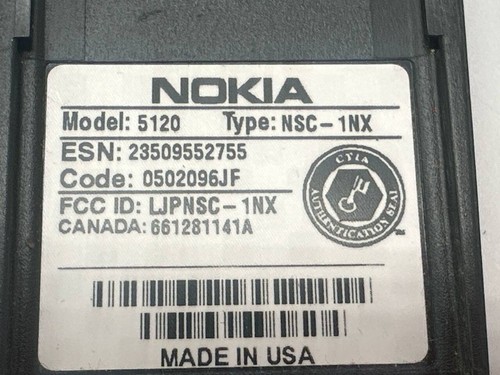 NOKIA
Model: 5120 Type: NSC-1NX
ESN: 23509552755
Code: 0502096JF
FCC ID: LJPNSC-1NX
CANADA: 661281141A
CTIA
AUTHENTICATION SEAL
™
MADE IN USA